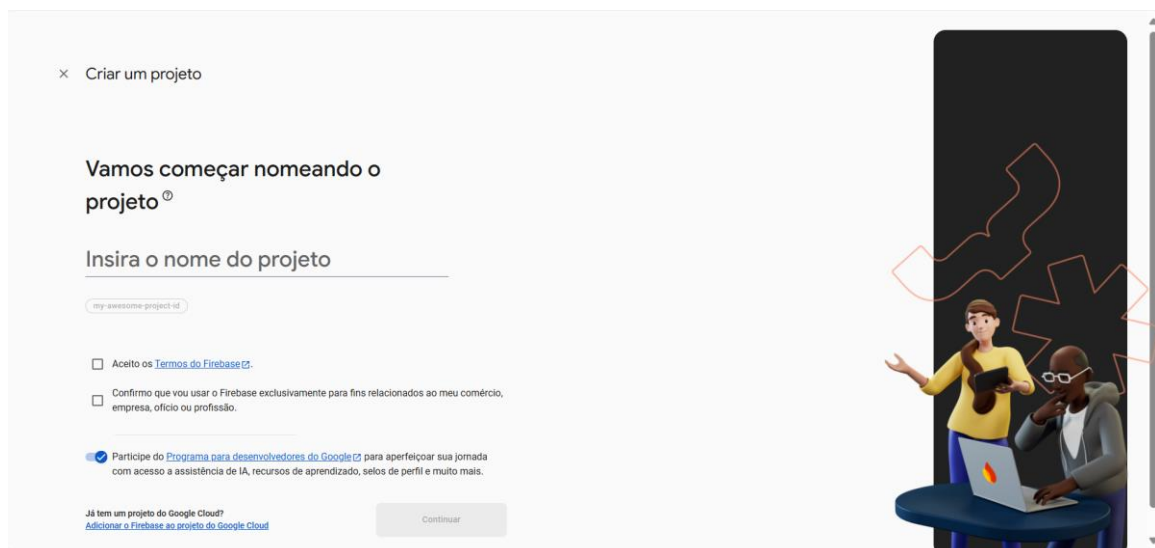 Criar um projeto
Vamos começar nomeando o
projeto
Insira o nome do projeto
my-awesome-project-id
Aceito os Termos do Firebase.
Confirmo que vou usar o Firebase exclusivamente para fins relacionados ao meu comércio,
empresa, ofício ou profissão.
Participe do Programa para desenvolvedores do Google para aperfeiçoar sua jornada
com acesso a assistência de IA, recursos de aprendizado, selos de perfil e muito mais.
Já tem um projeto do Google Cloud?
Adicionar o Firebase ao projeto do Google Cloud
Continuar